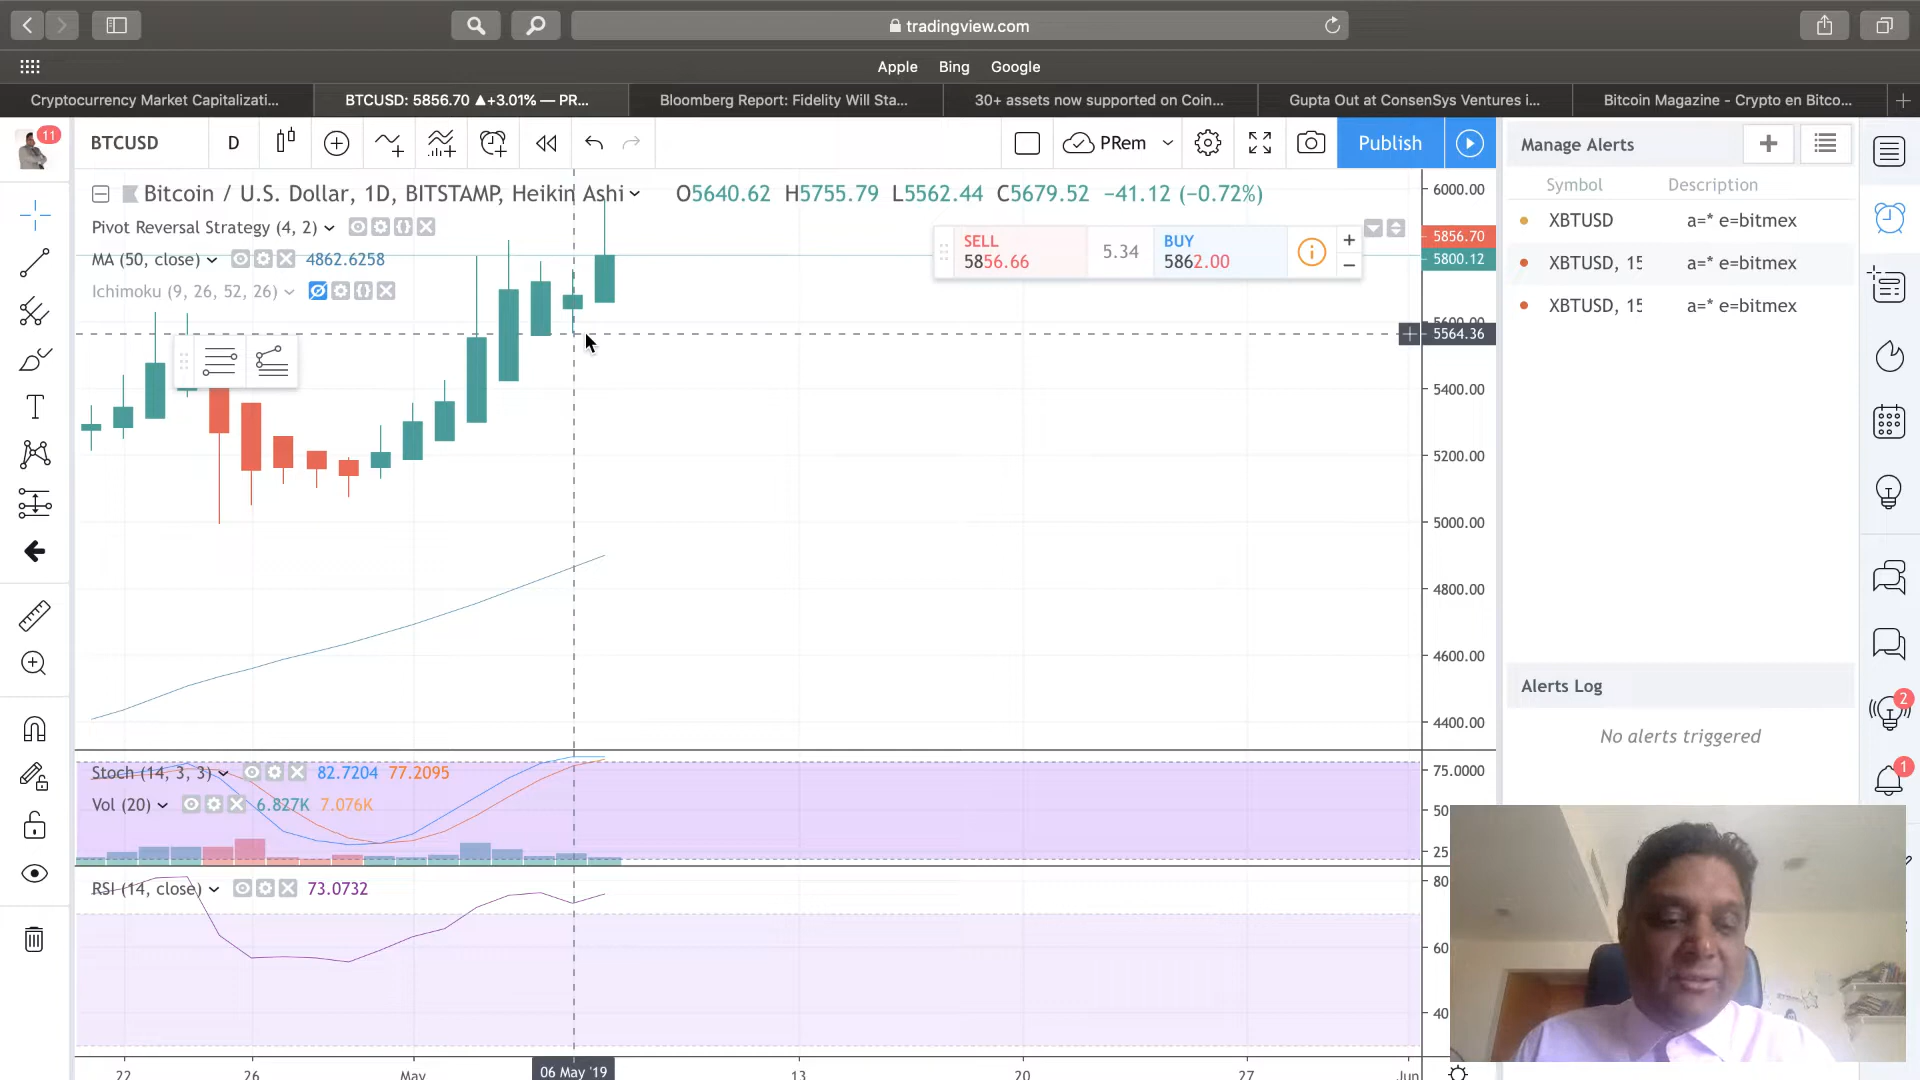 tradingview.com
Apple Bing Google
Cryptocurrency Market Capitalizati... BTCUSD: 5856.70 ▲+3.01% — PR... Bloomberg Report: Fidelity Will Sta... 30+ assets now supported on Coin... Gupta Out at ConsenSys Ventures i... Bitcoin Magazine - Crypto en Bitco...
11
BTCUSD D PRem Publish
Manage Alerts
Bitcoin / U.S. Dollar, 1D, BITSTAMP, Heikin Ashi O5640.62 H5755.79 L5562.44 C5679.52 −41.12 (−0.72%)
Symbol Description
Pivot Reversal Strategy (4, 2)
MA (50, close) 4862.6258
Ichimoku (9, 26, 52, 26)
SELL 5856.66 5.34 BUY 5862.00
XBTUSD a=* e=bitmex
XBTUSD, 15 a=* e=bitmex
XBTUSD, 15 a=* e=bitmex
6000.00
5856.70
5800.12
5600.00
5564.36
5400.00
5200.00
5000.00
4800.00
4600.00
4400.00
Alerts Log
No alerts triggered
2
1
Stoch (14, 3, 3) 82.7204 77.2095
Vol (20) 6.827K 7.076K
75.0000
50
25
RSI (14, close) 73.0732
80
60
40
22 26 May 06 May '19 13 20 27 Jun